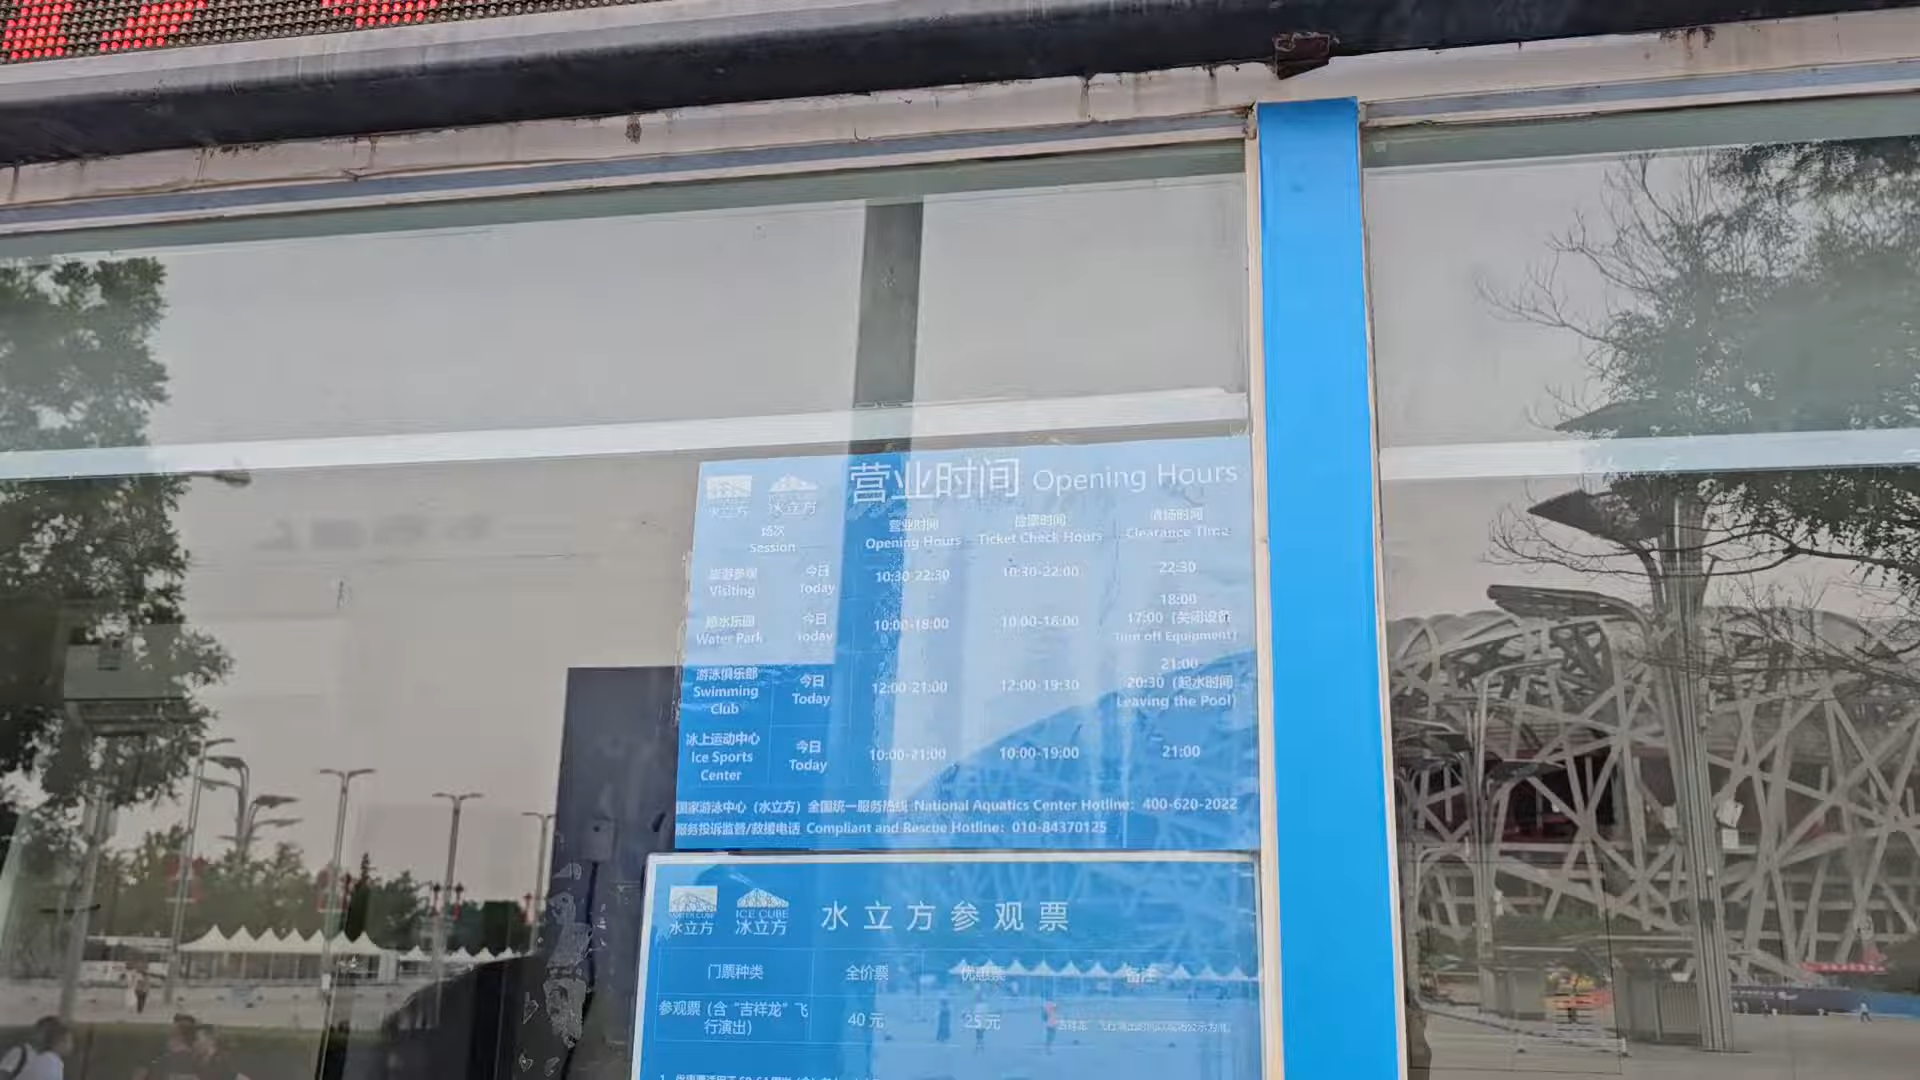 营业时间 Opening Hours
水立方 冰立方
场次 营业时间 检票时间 清场时间
Session Opening Hours Ticket Check Hours Clearance Time
旅游参观 今日 10:30-22:30 10:30-22:00 22:30
Visiting Today
18:00
嬉水乐园 今日 10:00-18:00 10:00-16:00 17:00（关闭设备
Water Park Today Turn off Equipment）
21:00
游泳俱乐部 今日 12:00-21:00 12:00-19:30 20:30（起水时间
Swimming Today Leaving the Pool）
Club
冰上运动中心 今日 10:00-21:00 10:00-19:00 21:00
Ice Sports Today
Center
国家游泳中心（水立方）全国统一服务热线 National Aquatics Center Hotline：400-620-2022
服务投诉监督/救援电话 Compliant and Rescue Hotline：010-84370125
WATER CUBE ICE CUBE
水立方 冰立方 水立方参观票
门票种类 全价票 优惠票 备注
参观票（含“吉祥龙”飞 40元 25元
行演出）